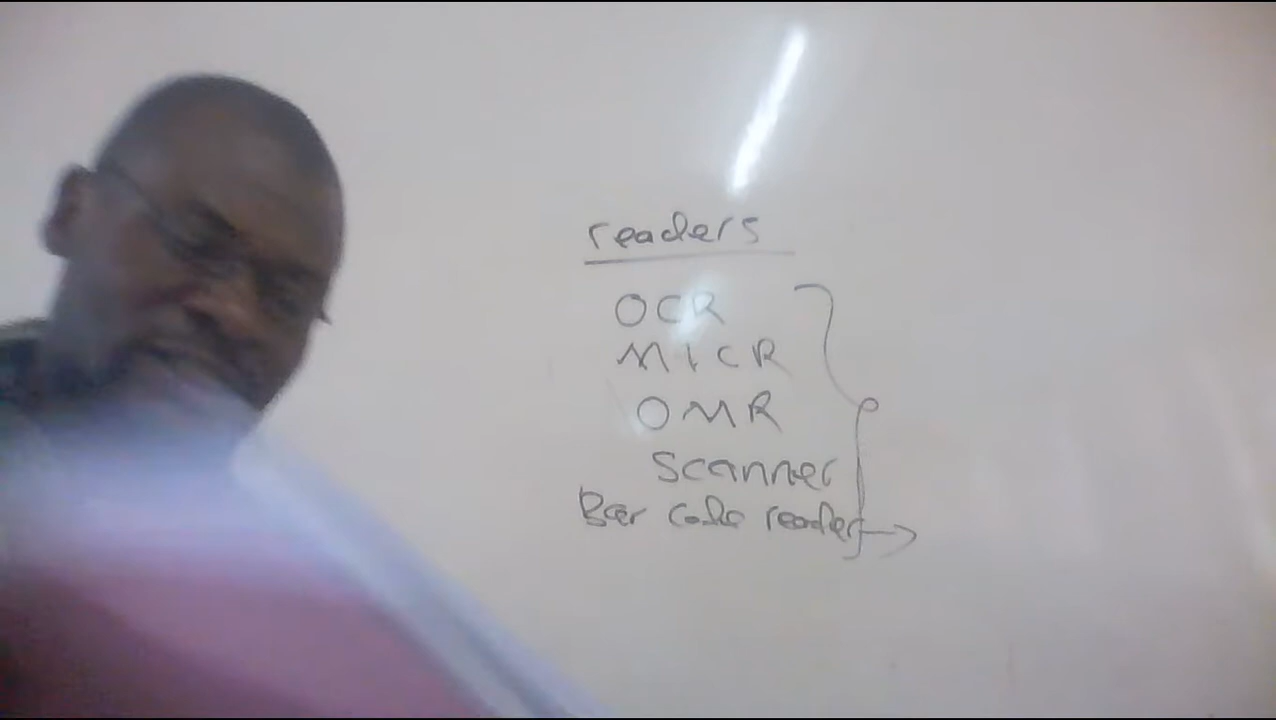 readers
OCR
MICR
OMR
Scanner
Bar code reader